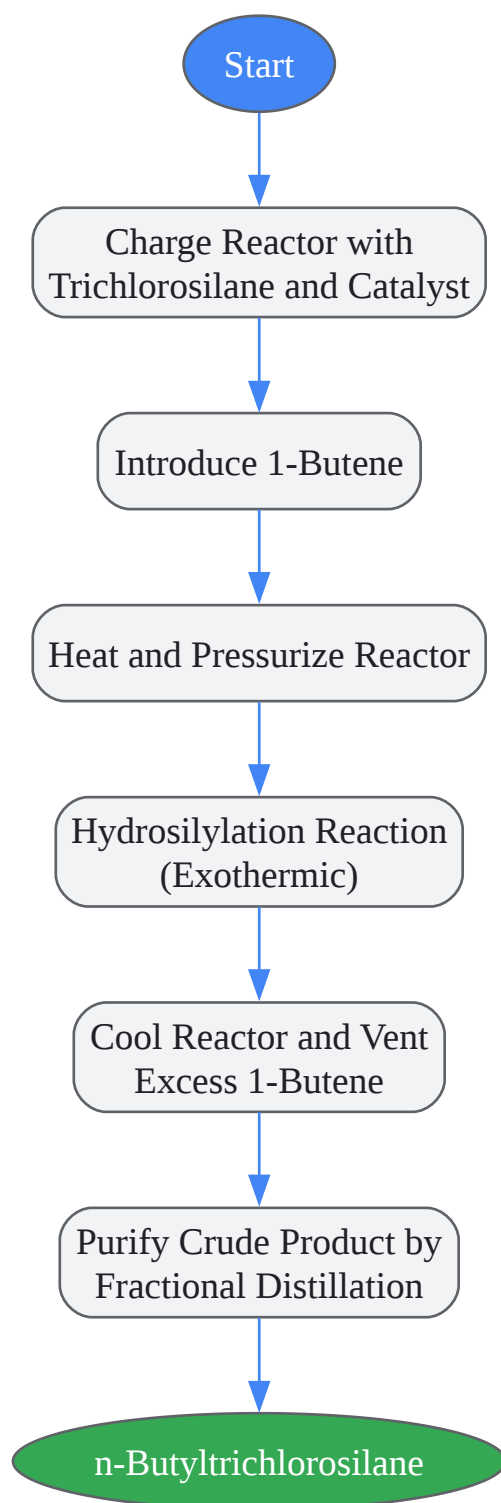 Start
Charge Reactor with
Trichlorosilane and Catalyst
Introduce 1-Butene
Heat and Pressurize Reactor
Hydrosilylation Reaction
(Exothermic)
Cool Reactor and Vent
Excess 1-Butene
Purify Crude Product by
Fractional Distillation
n-Butyltrichlorosilane